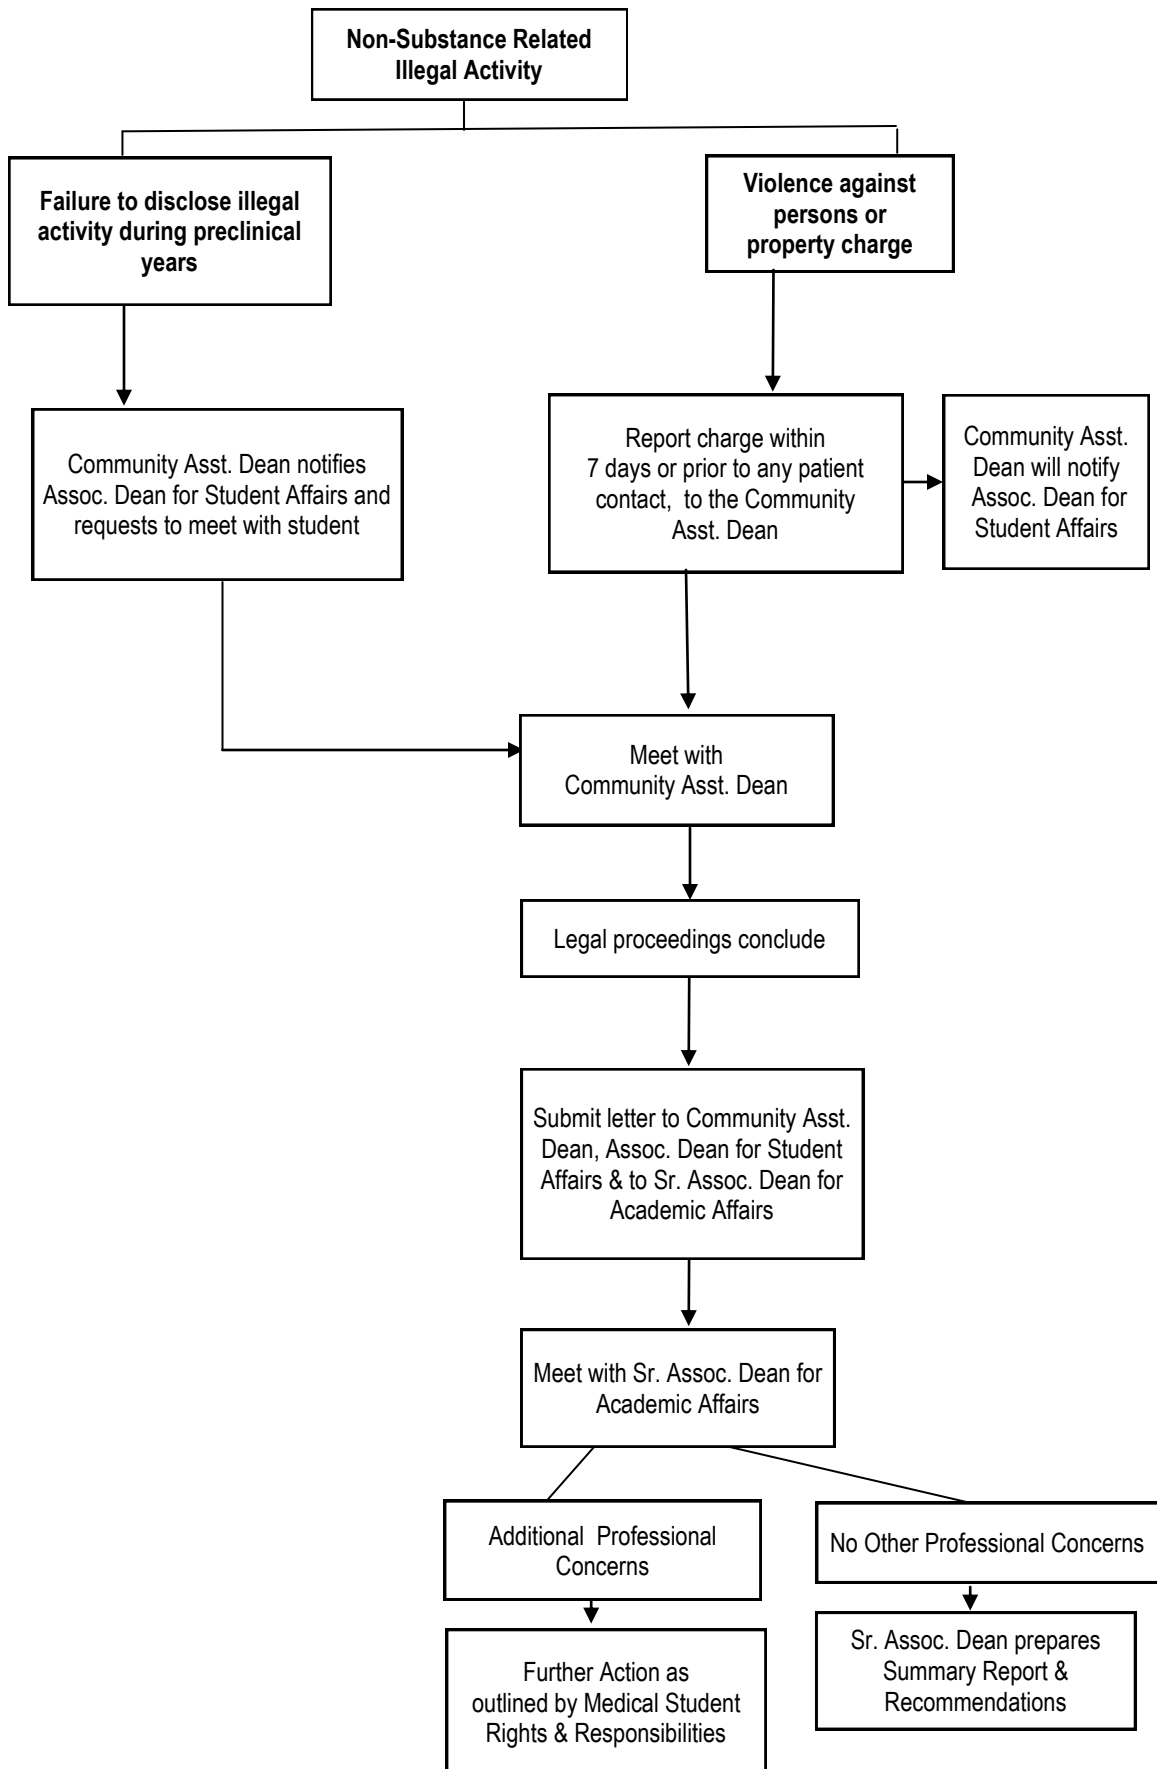 Non-Substance Related
Illegal Activity
Failure to disclose illegal
activity during preclinical
years
Violence against
persons or
property charge
Community Asst. Dean notifies
Assoc. Dean for Student Affairs and
requests to meet with student
Report charge within
7 days or prior to any patient
contact, to the Community
Asst. Dean
Community Asst.
Dean will notify
Assoc. Dean for
Student Affairs
Meet with
Community Asst. Dean
Legal proceedings conclude
Submit letter to Community Asst.
Dean, Assoc. Dean for Student
Affairs & to Sr. Assoc. Dean for
Academic Affairs
Meet with Sr. Assoc. Dean for
Academic Affairs
Additional Professional
Concerns
No Other Professional Concerns
Further Action as
outlined by Medical Student
Rights & Responsibilities
Sr. Assoc. Dean prepares
Summary Report &
Recommendations